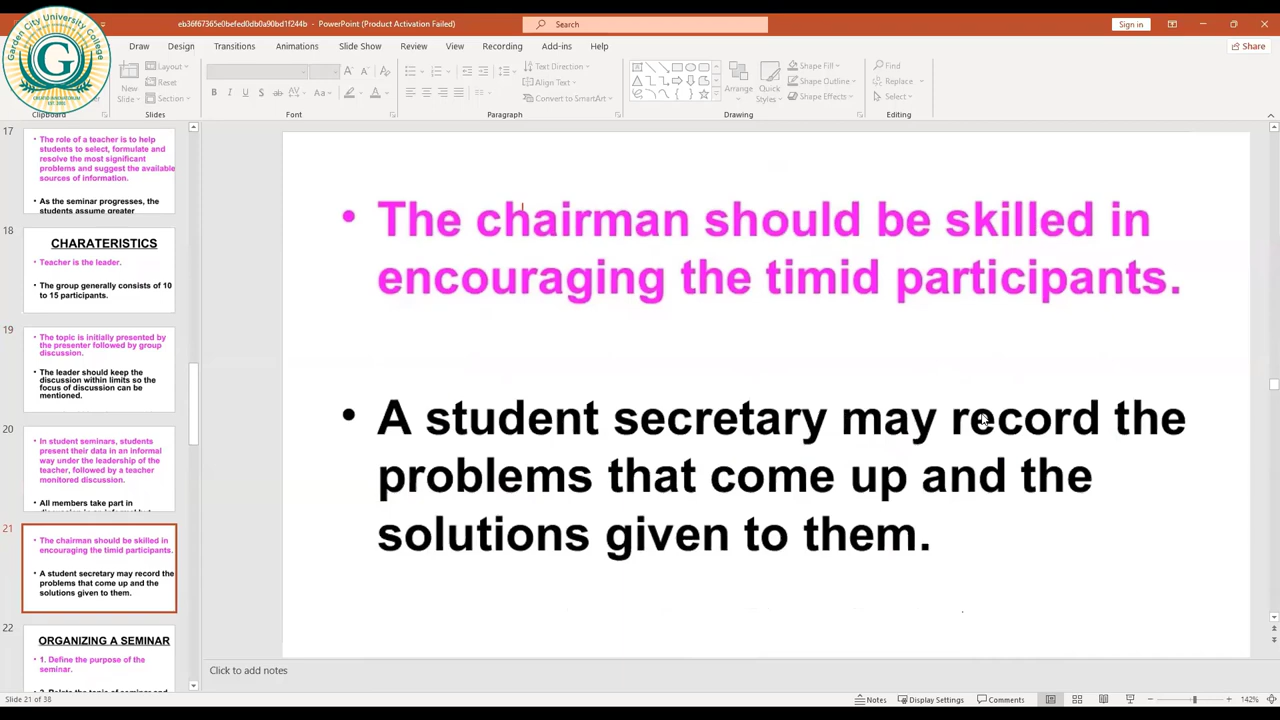 eb36f67365e0befed0db0a90bd1f244b - PowerPoint (Product Activation Failed)
Search
Sign in
Draw Design Transitions Animations Slide Show Review View Recording Add-ins Help
Share
Garden City University College
G
EST. 2001
New Slide
Layout
Reset
Section
Text Direction
Align Text
Convert to SmartArt
Arrange
Quick Styles
Shape Fill
Shape Outline
Shape Effects
Find
Replace
Select
Clipboard Slides Font Paragraph Drawing Editing
17
• The role of a teacher is to help
students to select, formulate and
resolve the most significant
problems and suggest the available
sources of information.
• As the seminar progresses, the
students assume greater
18
CHARATERISTICS
• Teacher is the leader.
• The group generally consists of 10
to 15 participants.
19
• The topic is initially presented by
the presenter followed by group
discussion.
• The leader should keep the
discussion within limits so the
focus of discussion can be
mentioned.
20
• In student seminars, students
present their data in an informal
way under the leadership of the
teacher, followed by a teacher
monitored discussion.
• All members take part in
21
• The chairman should be skilled in
encouraging the timid participants.
• A student secretary may record the
problems that come up and the
solutions given to them.
22
ORGANIZING A SEMINAR
• 1. Define the purpose of the
seminar.
• The chairman should be skilled in
encouraging the timid participants.
• A student secretary may record the
problems that come up and the
solutions given to them.
Click to add notes
Slide 21 of 38
Notes Display Settings Comments 142%